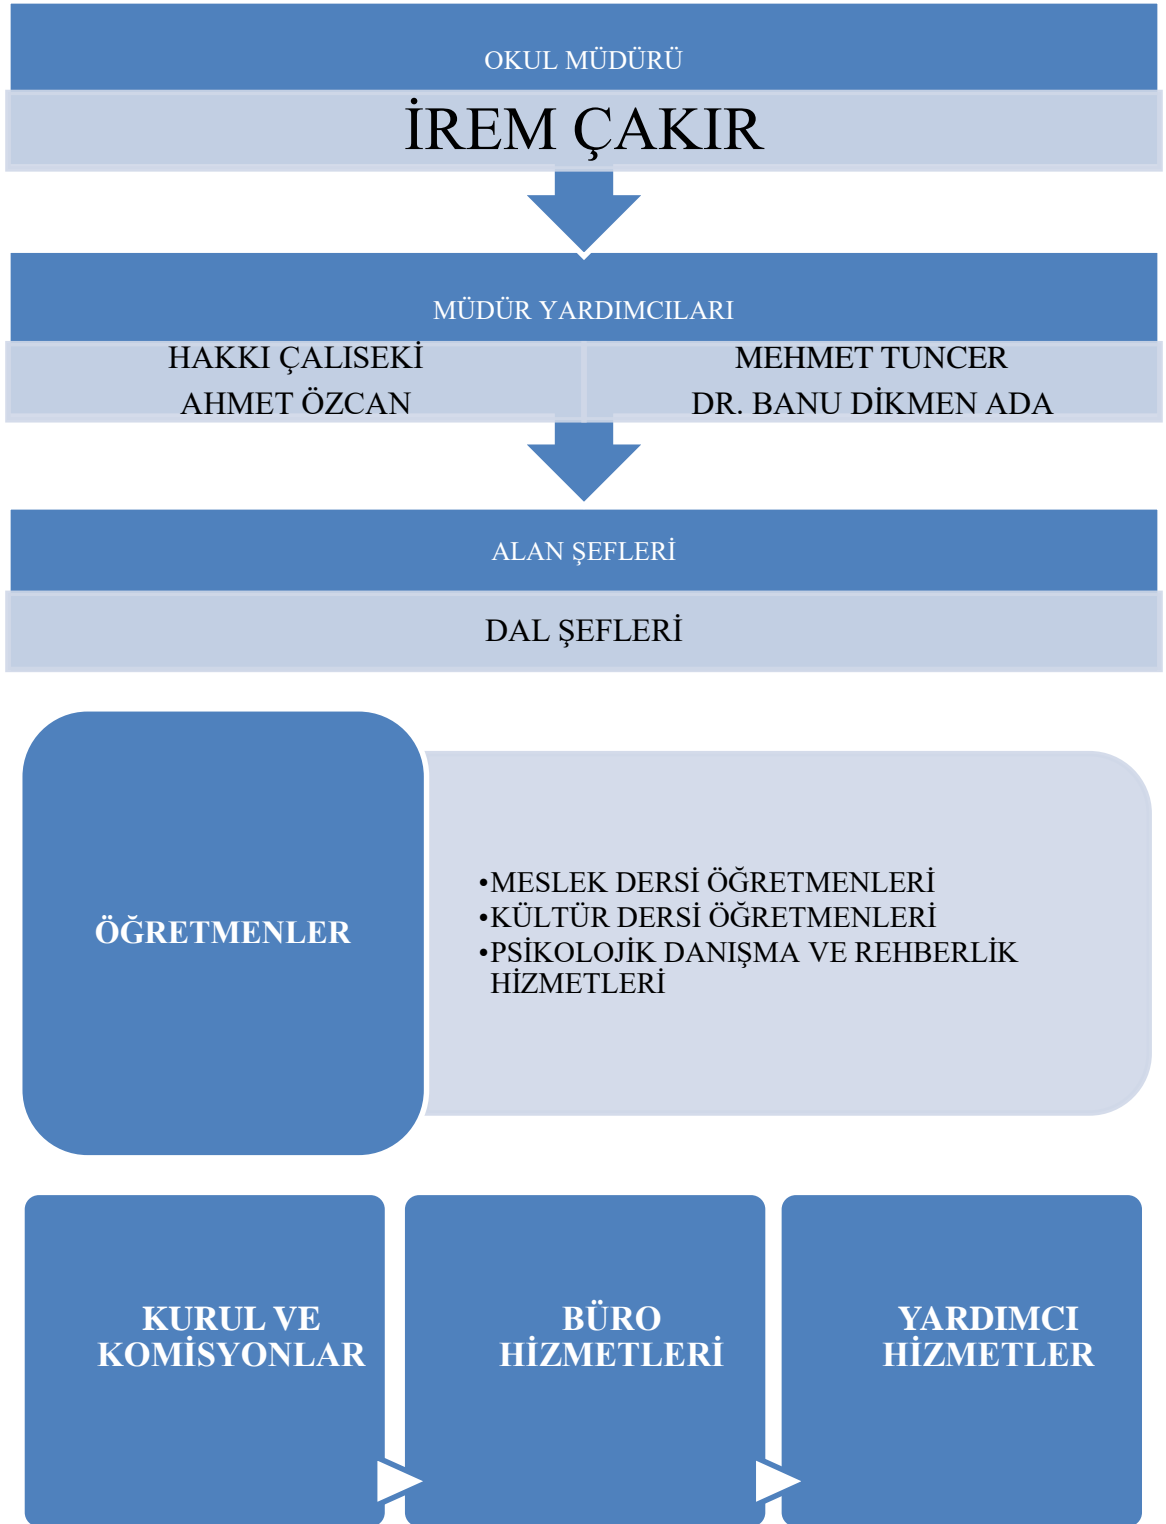 OKUL MÜDÜRÜ
İREM ÇAKIR
MÜDÜR YARDIMCILARI
HAKKI ÇALISEKİ
AHMET ÖZCAN
MEHMET TUNCER
DR. BANU DİKMEN ADA
ALAN ŞEFLERİ
DAL ŞEFLERİ
ÖĞRETMENLER
•MESLEK DERSİ ÖĞRETMENLERİ
•KÜLTÜR DERSİ ÖĞRETMENLERİ
•PSİKOLOJİK DANIŞMA VE REHBERLİK
HİZMETLERİ
KURUL VE
KOMİSYONLAR
BÜRO
HİZMETLERİ
YARDIMCI
HİZMETLER